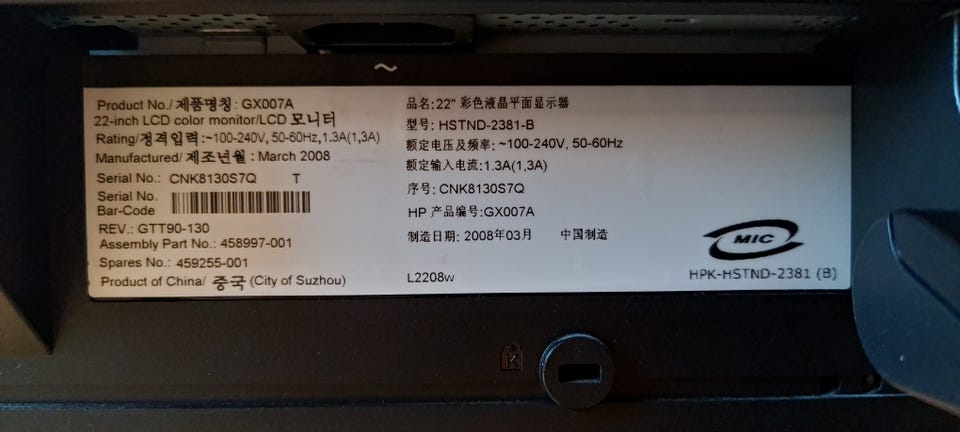 Product No./제품명칭: GX007A
22-inch LCD color monitor/LCD 모니터
Rating/정격입력:~100-240V, 50-60Hz,1.3A(1,3A)
Manufactured/ 제조년월 : March 2008
Serial No.: CNK8130S7Q T
Serial No.
Bar-Code
REV.: GTT90-130
Assembly Part No.: 458997-001
Spares No.: 459255-001
Product of China/ 중국 (City of Suzhou)
品名:22" 彩色液晶平面显示器
型号: HSTND-2381-B
额定电压及频率: ~100-240V, 50-60Hz
额定输入电流:1.3A(1,3A)
序号: CNK8130S7Q
HP 产品编号:GX007A
制造日期: 2008年03月 中国制造
L2208w
MIC
HPK-HSTND-2381 (B)
K